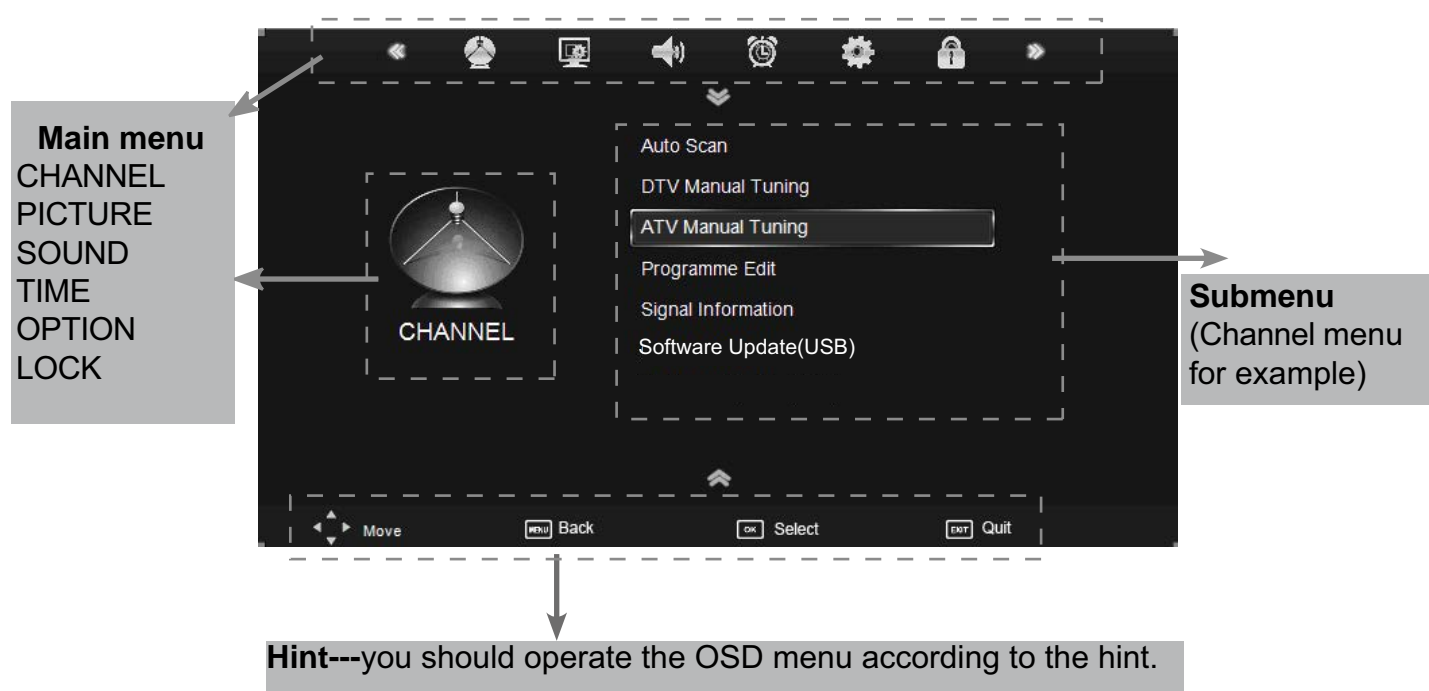 Main menu
CHANNEL
PICTURE
SOUND
TIME
OPTION
LOCK
CHANNEL
Auto Scan
DTV Manual Tuning
ATV Manual Tuning
Programme Edit
Signal Information
Software Update(USB)
Submenu
(Channel menu
for example)
Move MENU Back OK Select EXIT Quit
Hint---you should operate the OSD menu according to the hint.